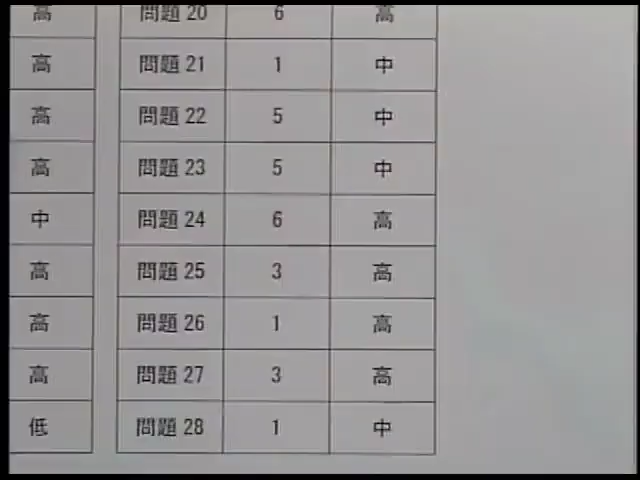 高 問題 20 6 高
高 問題 21 1 中
高 問題 22 5 中
高 問題 23 5 中
中 問題 24 6 高
高 問題 25 3 高
高 問題 26 1 高
高 問題 27 3 高
低 問題 28 1 中